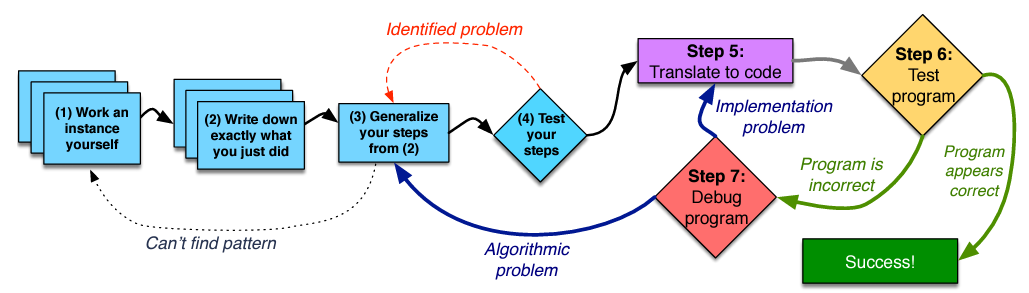 Identified problem
(1) Work an
instance
yourself
(2) Write down
exactly what
you just did
(3) Generalize
your steps
from (2)
(4) Test
your
steps
Step 5:
Translate to code
Step 6:
Test
program
Implementation
problem
Step 7:
Debug
program
Program is
incorrect
Program
appears
correct
Can't find pattern
Algorithmic
problem
Success!